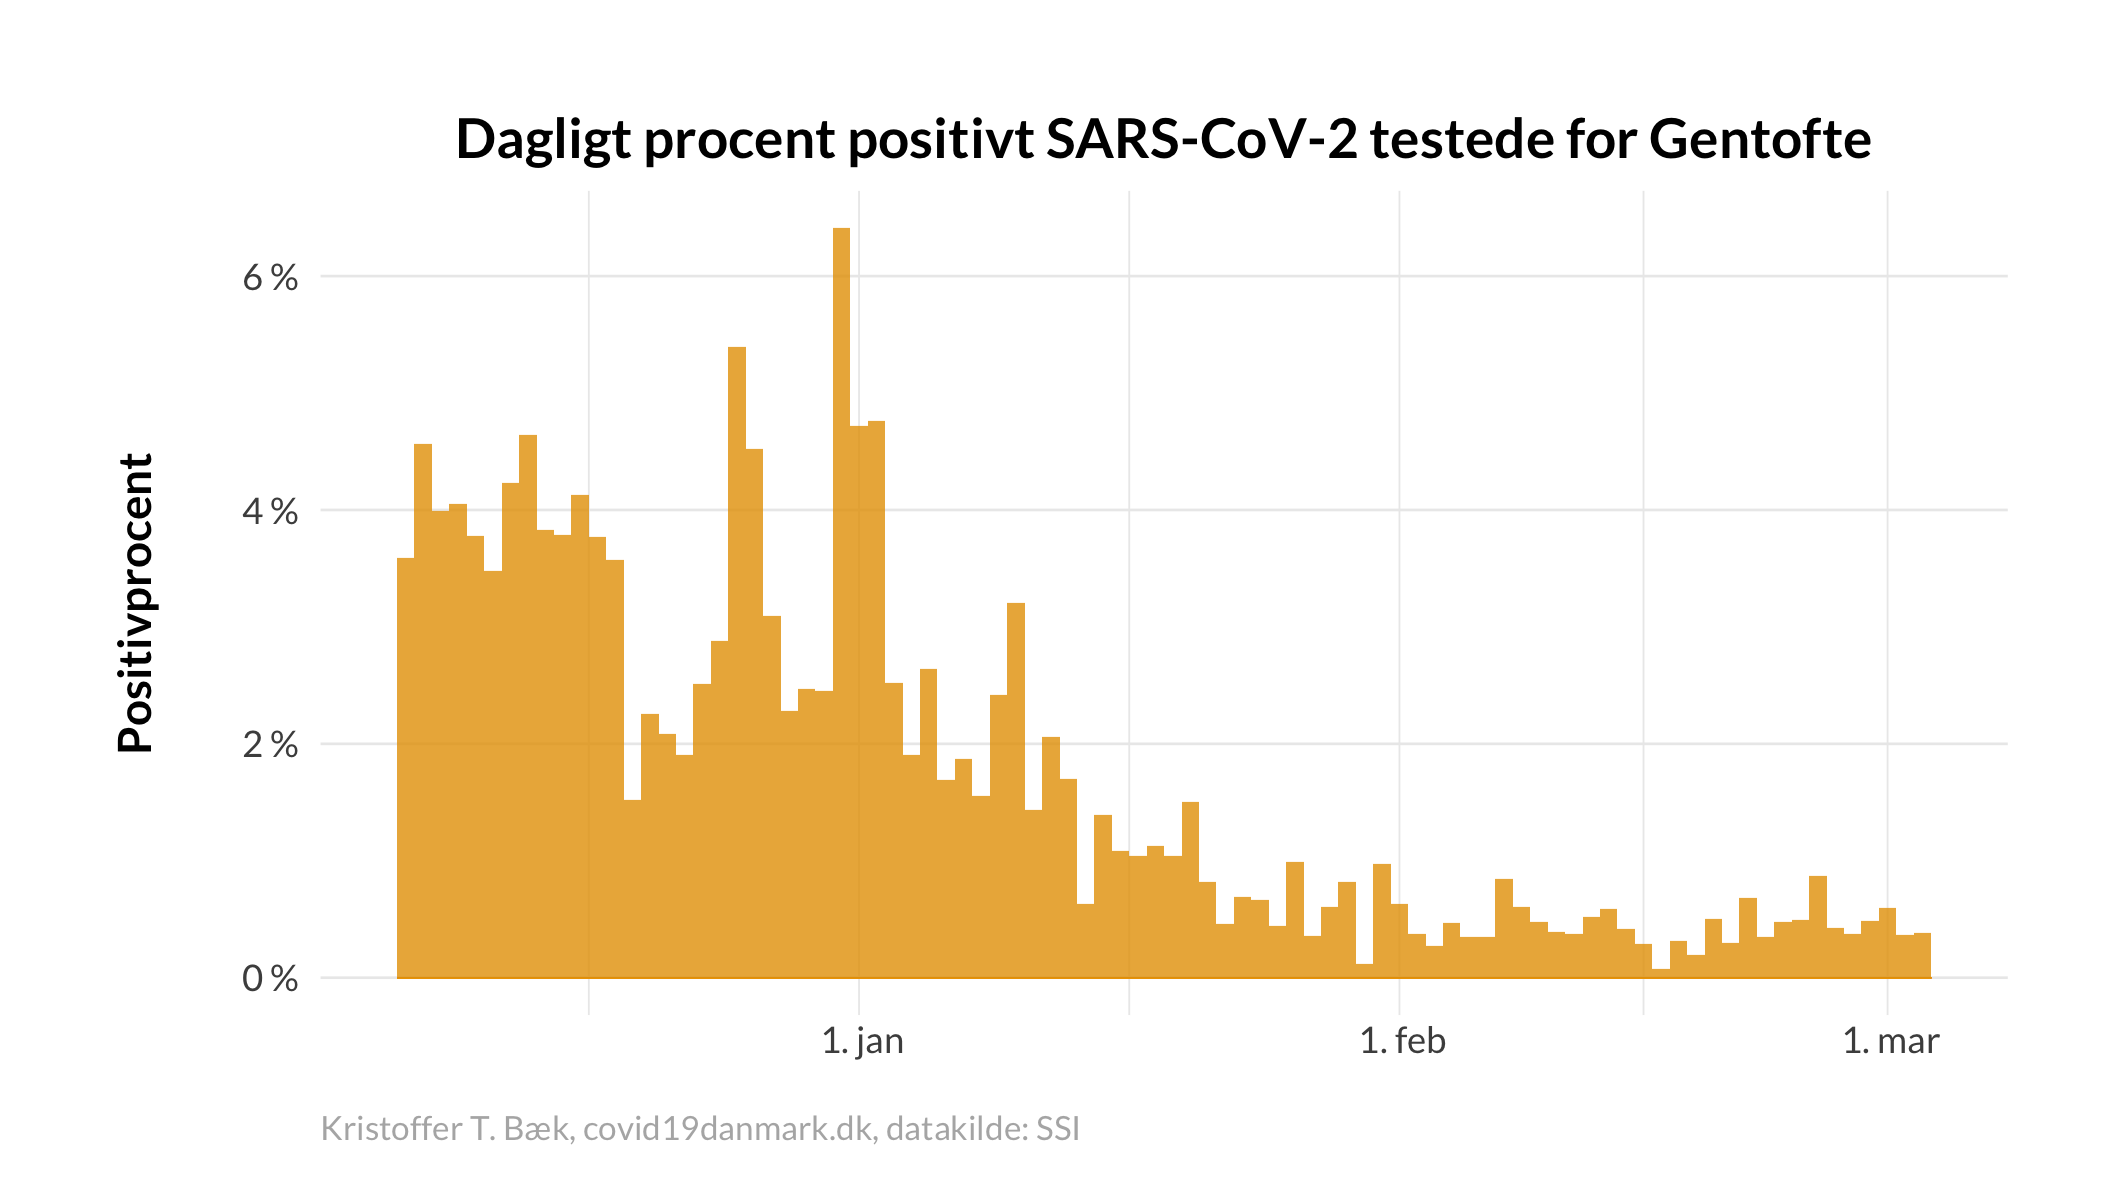 Dagligt procent positivt SARS-CoV-2 testede for Gentofte
Positivprocent
6 %
4 %
2 %
0 %
1. jan
1. feb
1. mar
Kristoffer T. Bæk, covid19danmark.dk, datakilde: SSI